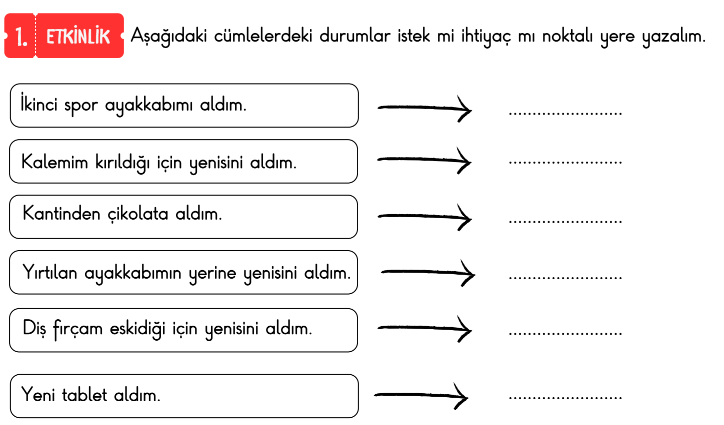 1. ETKİNLİK Aşağıdaki cümlelerdeki durumlar istek mi ihtiyaç mı noktalı yere yazalım.
İkinci spor ayakkabımı aldım. ........................
Kalemim kırıldığı için yenisini aldım. ........................
Kantinden çikolata aldım. ........................
Yırtılan ayakkabımın yerine yenisini aldım. ........................
Diş fırçam eskidiği için yenisini aldım. ........................
Yeni tablet aldım. ........................